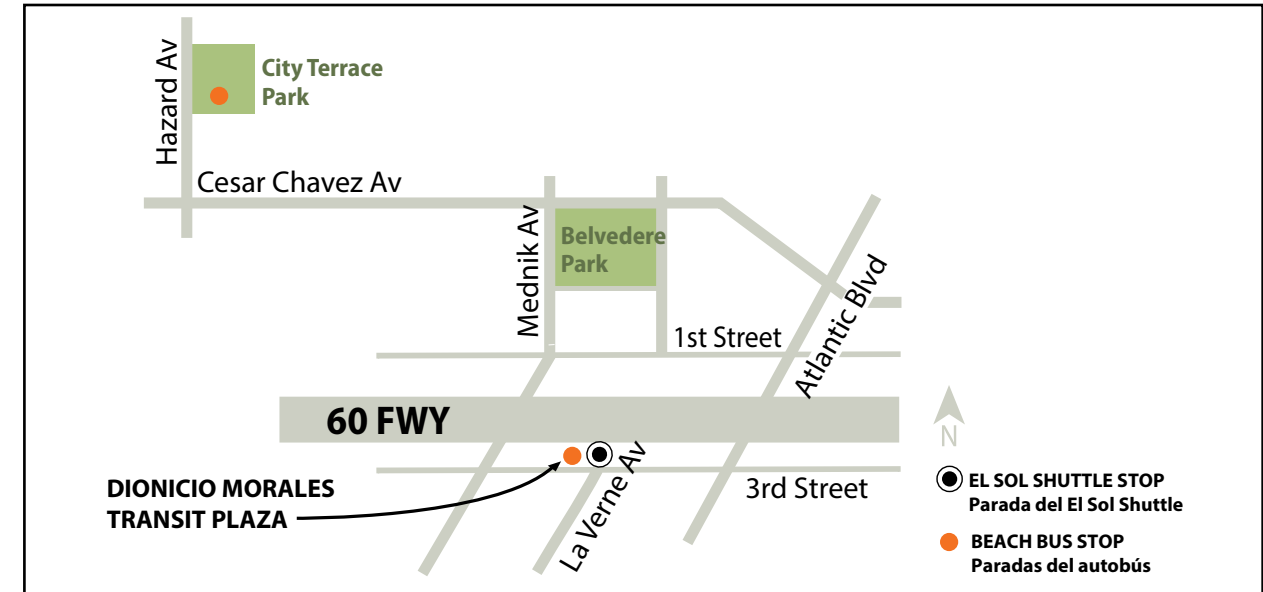 Hazard Av
City Terrace
Park
Cesar Chavez Av
Mednik Av
Belvedere
Park
Atlantic Blvd
1st Street
60 FWY
N
DIONICIO MORALES
TRANSIT PLAZA
La Verne Av
3rd Street
EL SOL SHUTTLE STOP
Parada del El Sol Shuttle
BEACH BUS STOP
Paradas del autobús